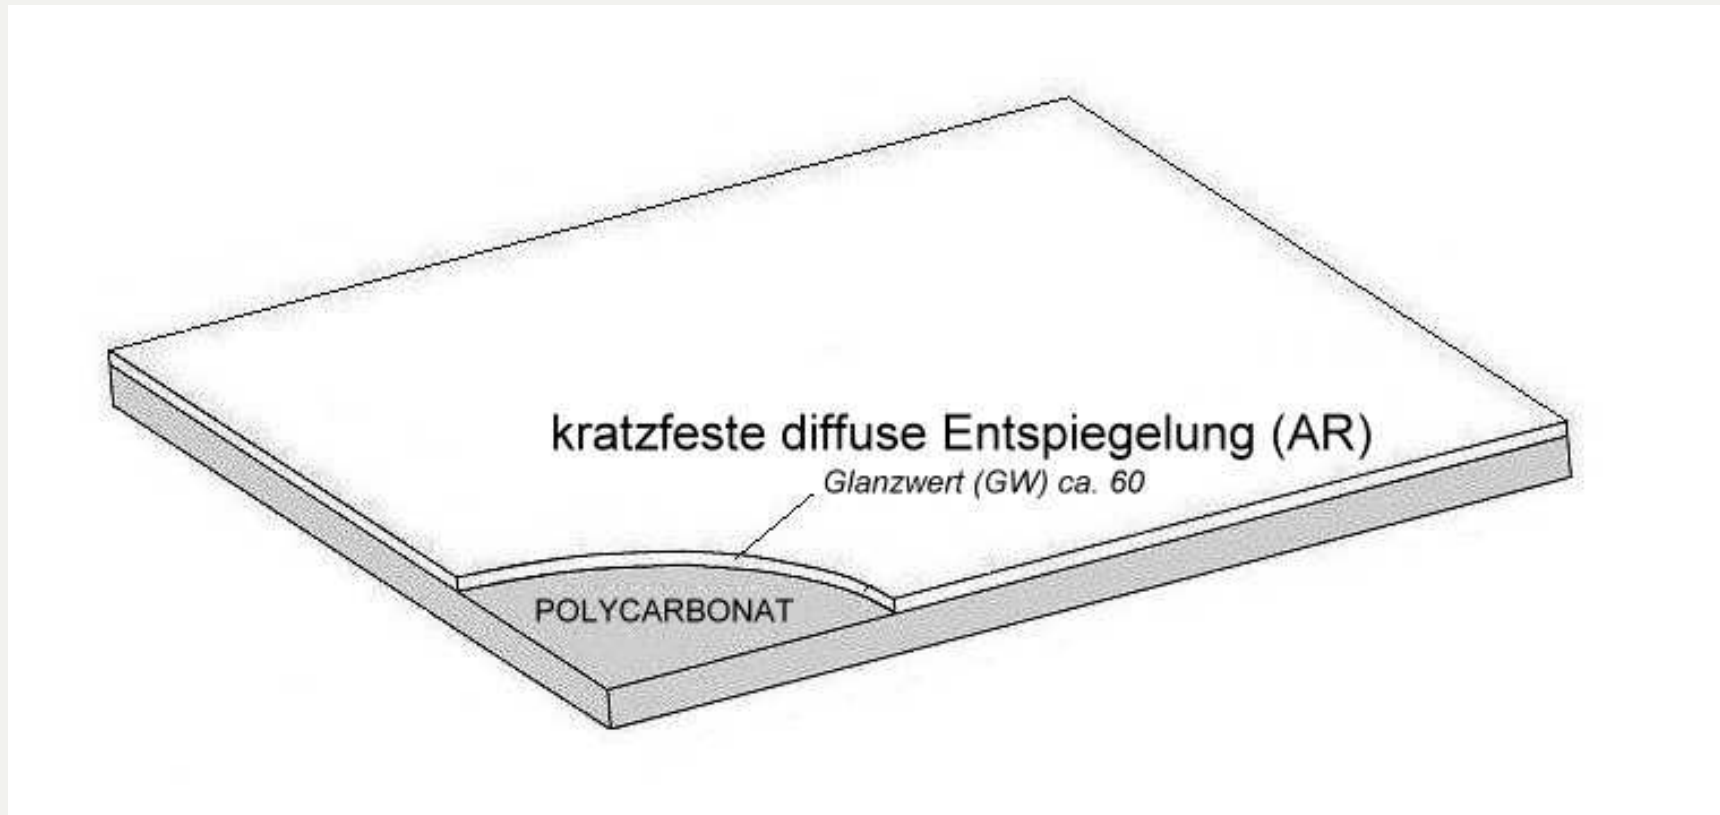 kratzfeste diffuse Entspiegelung (AR)
Glanzwert (GW) ca. 60
POLYCARBONAT